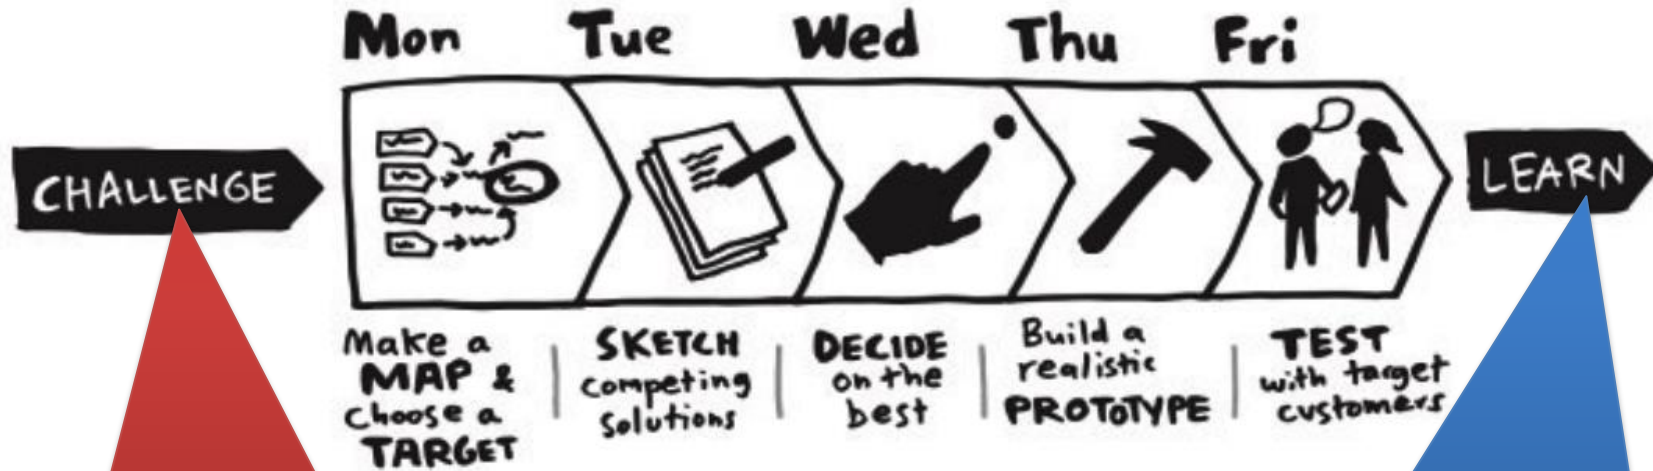 Mon Tue Wed Thu Fri
CHALLENGE
LEARN
Make a
MAP &
choose a
TARGET
SKETCH
competing
solutions
DECIDE
on the
best
Build a
realistic
PROTOTYPE
TEST
with target
customers